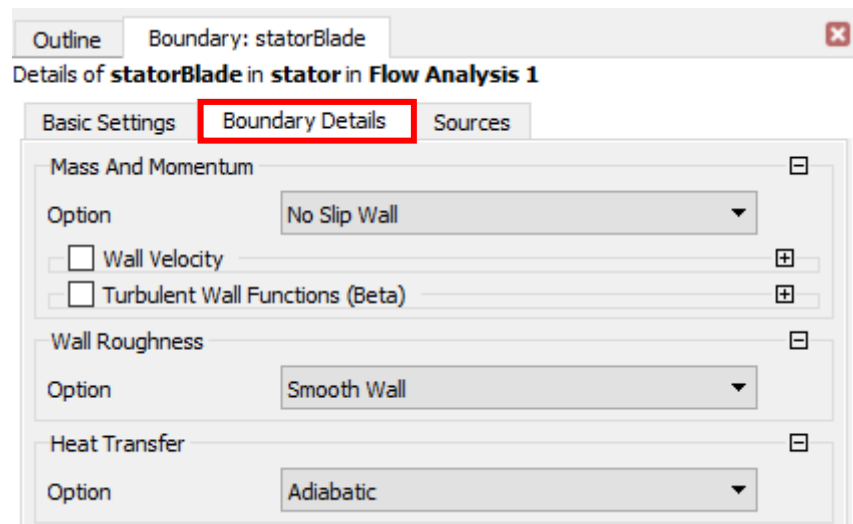 Outline Boundary: statorBlade
Details of statorBlade in stator in Flow Analysis 1
Basic Settings Boundary Details Sources
Mass And Momentum
Option No Slip Wall
Wall Velocity
Turbulent Wall Functions (Beta)
Wall Roughness
Option Smooth Wall
Heat Transfer
Option Adiabatic